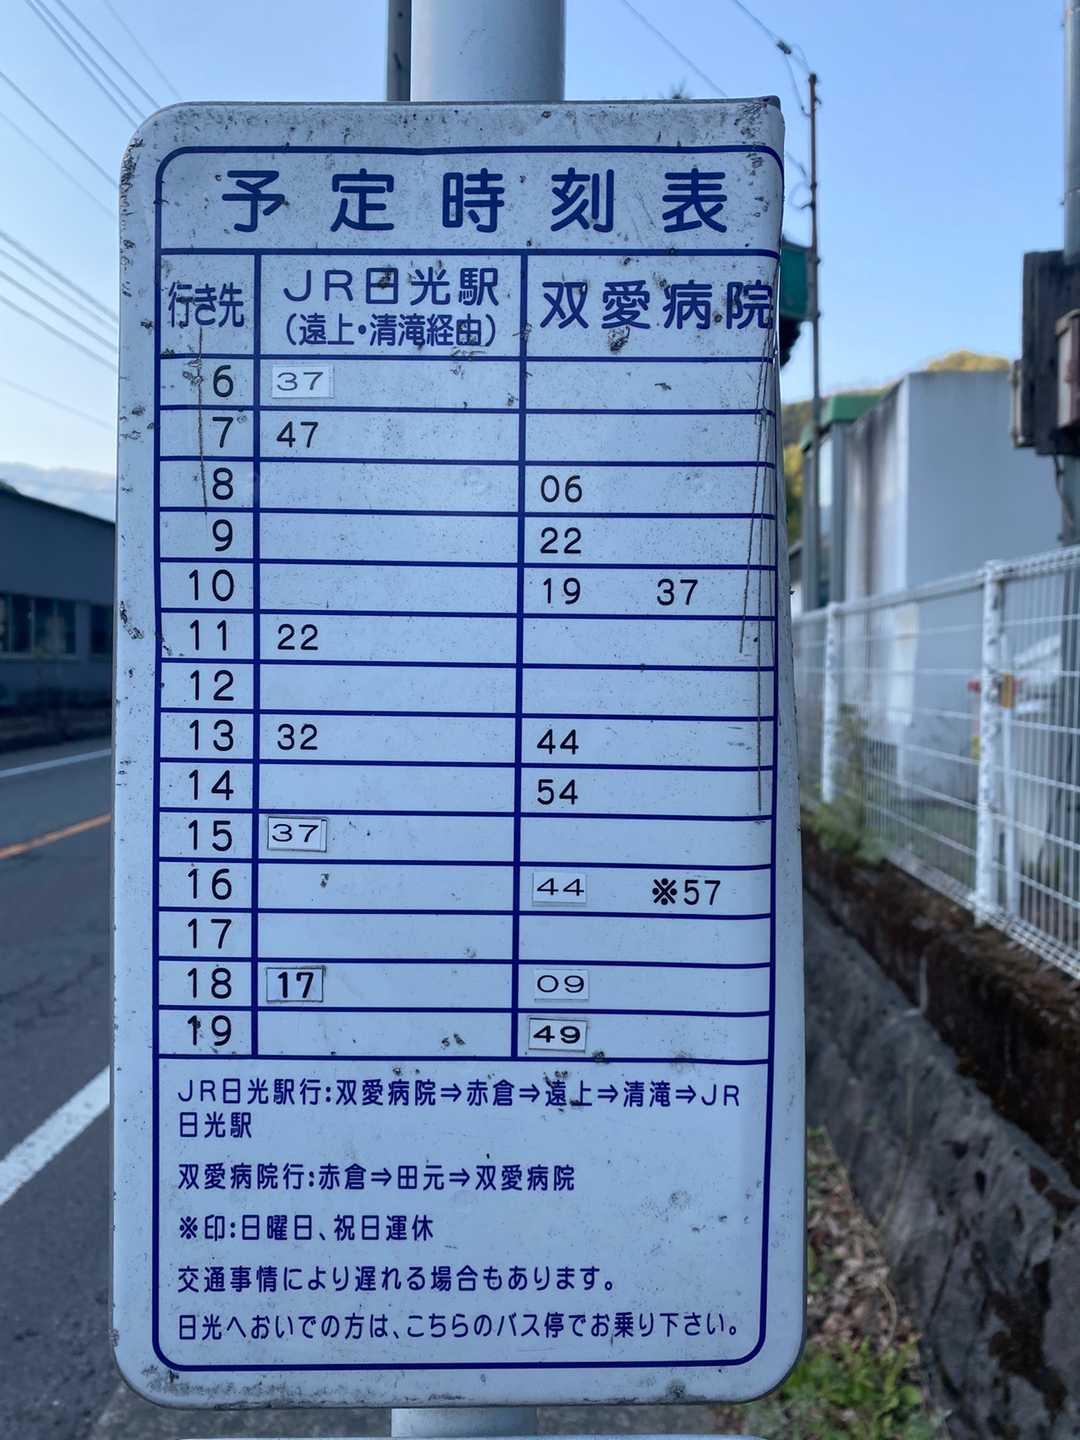 予定時刻表
行き先 JR日光駅 双愛病院
(遠上・清滝経由)
6 37
7 47
8 06
9 22
10 19 37
11 22
12
13 32 44
14 54
15 37
16 44 ※57
17
18 17 09
19 49
JR日光駅行:双愛病院⇒赤倉⇒遠上⇒清滝⇒JR
日光駅
双愛病院行:赤倉⇒田元⇒双愛病院
※印:日曜日、祝日運休
交通事情により遅れる場合もあります。
日光へおいでの方は、こちらのバス停でお乗り下さい。